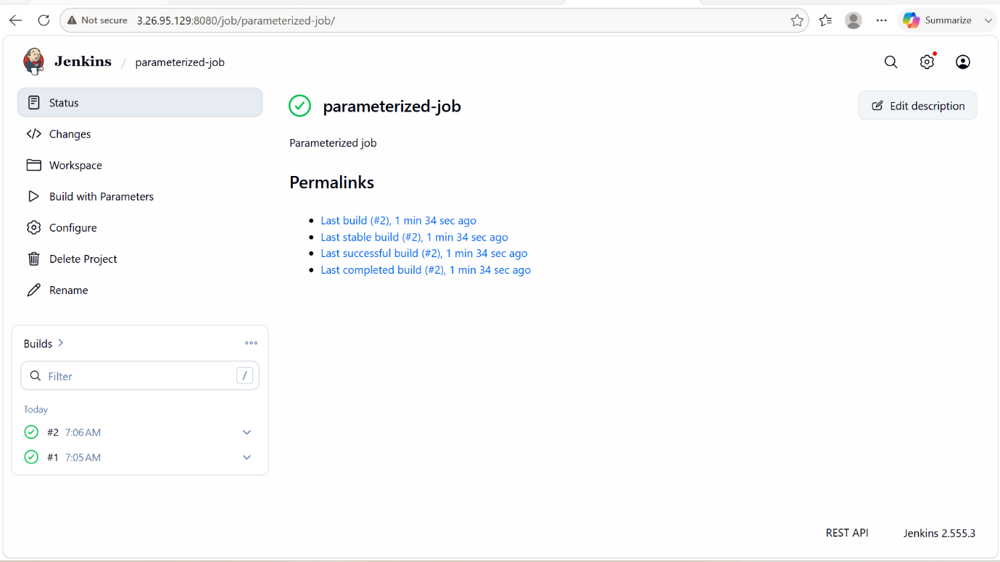 Not secure 3.26.95.129:8080/job/parameterized-job/ Summarize
Jenkins / parameterized-job
Status
Changes
Workspace
Build with Parameters
Configure
Delete Project
Rename
Builds
Filter /
Today
#2 7:06 AM
#1 7:05 AM
parameterized-job
Edit description
Parameterized job
Permalinks
Last build (#2), 1 min 34 sec ago
Last stable build (#2), 1 min 34 sec ago
Last successful build (#2), 1 min 34 sec ago
Last completed build (#2), 1 min 34 sec ago
REST API Jenkins 2.555.3